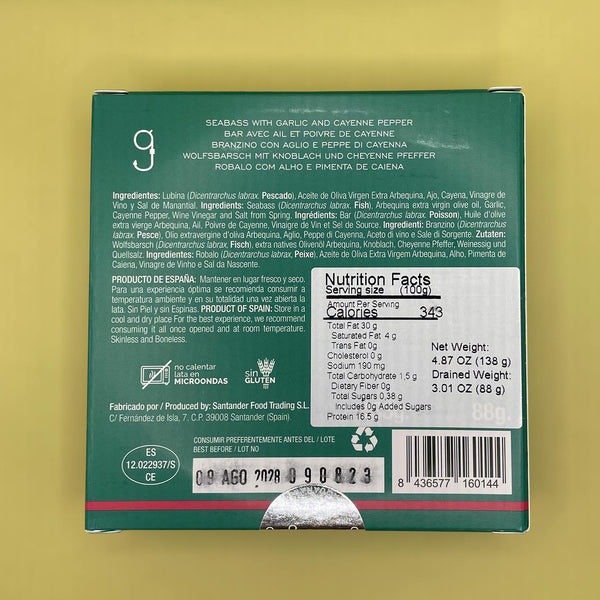 gj
SEABASS WITH GARLIC AND CAYENNE PEPPER
BAR AVEC AIL ET POIVRE DE CAYENNE
BRANZINO CON AGLIO E PEPPE DI CAYENNA
WOLFSBARSCH MIT KNOBLACH UND CHEYENNE PFEFFER
ROBALO COM ALHO E PIMENTA DE CAIENA
Ingredientes: Lubina (Dicentrarchus labrax. Pescado), Aceite de Oliva Virgen Extra Arbequina, Ajo, Cayena, Vinagre de
Vino y Sal de Manantial. Ingredients: Seabass (Dicentrarchus labrax. Fish), Arbequina extra virgin olive oil, Garlic,
Cayenne Pepper, Wine Vinegar and Salt from Spring. Ingrédients: Bar (Dicentrarchus labrax. Poisson), Huile d'olive
extra vierge Arbequina, Ail, Poivre de Cayenne, Vinaigre de Vin et Sel de Source. Ingredienti: Branzino (Dicentrarchus
labrax. Pesce), Olio extravergine d'oliva Arbequina, Aglio, Peppe di Cayenna, Aceto di vino e Sale di Sorgente. Zutaten:
Wolfsbarsch (Dicentrarchus labrax, Fisch), extra natives Olivenöl Arbequina, Knoblach, Cheyenne Pfeffer, Weinessig und
Quellsalz. Ingredientes: Robalo (Dicentrarchus labrax, Peixe), Azeite de Oliva Virgem Extra Arbequina, Alho, Pimenta de
Caiena, Vinagre de Vinho e Sal da Nascente.
PRODUCTO DE ESPAÑA: Mantener en lugar fresco y seco.
Para una experiencia óptima se recomienda consumir a
temperatura ambiente y en su totalidad una vez abierta la
lata. Sin Piel y sin Espinas. PRODUCT OF SPAIN: Store in a
cool and dry place For the best experience, we recommend
consuming it all once opened and at room temperature.
Skinless and Boneless.
no calentar
lata en
MICROONDAS
sin
GLUTEN
Fabricado por / Produced by: Santander Food Trading S.L.
C/ Fernández de Isla, 7. C.P. 39008 Santander (Spain).
Nutrition Facts
Serving size (100g)
Amount Per Serving
Calories 343
Total Fat 30 g
Saturated Fat 4 g
Trans Fat 0g
Cholesterol 0 g
Sodium 190 mg
Total Carbohydrate 1,5 g
Dietary Fiber 0g
Total Sugars 0,38 g
Includes 0g Added Sugars
Protein 16.5 g
Net Weight:
4.87 OZ (138 g)
Drained Weight:
3.01 OZ (88 g)
88g.
ES
12.022937/S
CE
CONSUMIR PREFERENTEMENTE ANTES DEL / LOTE
BEST BEFORE / LOT NO
09 AGO 2028 090823
8 436577 160144